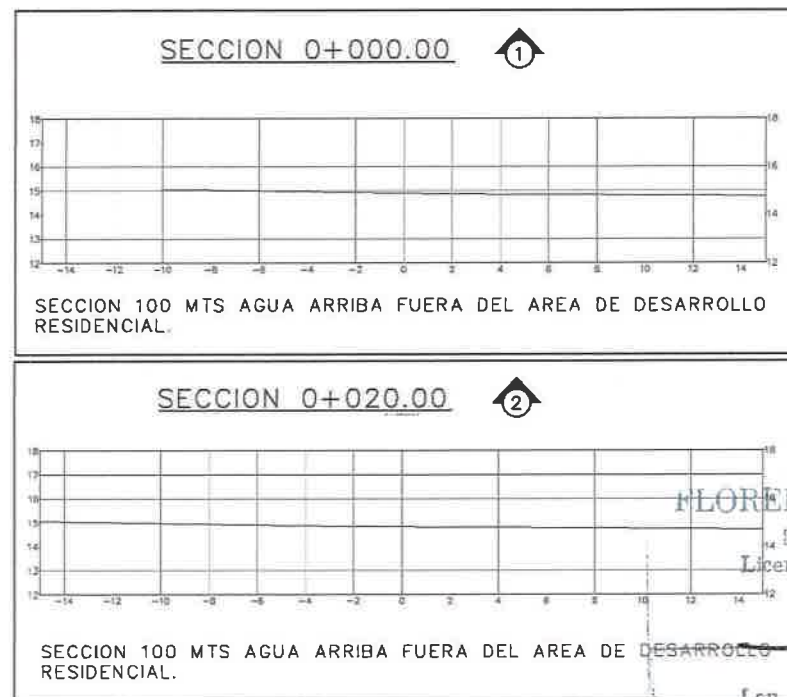 SECCION 0+000.00 1
18 18
17
16 16
15 15
14 14
13
12 -14 -12 -10 -8 -6 -4 -2 0 2 4 6 8 10 12 14 12
SECCION 100 MTS AGUA ARRIBA FUERA DEL AREA DE DESARROLLO
RESIDENCIAL.
SECCION 0+020.00 2
18 18
17
16 16
FLORE
15
14 14
Licen
13
12 -14 -12 -10 -8 -6 -4 -2 0 2 4 6 8 10 12 14 12
SECCION 100 MTS AGUA ARRIBA FUERA DEL AREA DE DESARROLLO
RESIDENCIAL.